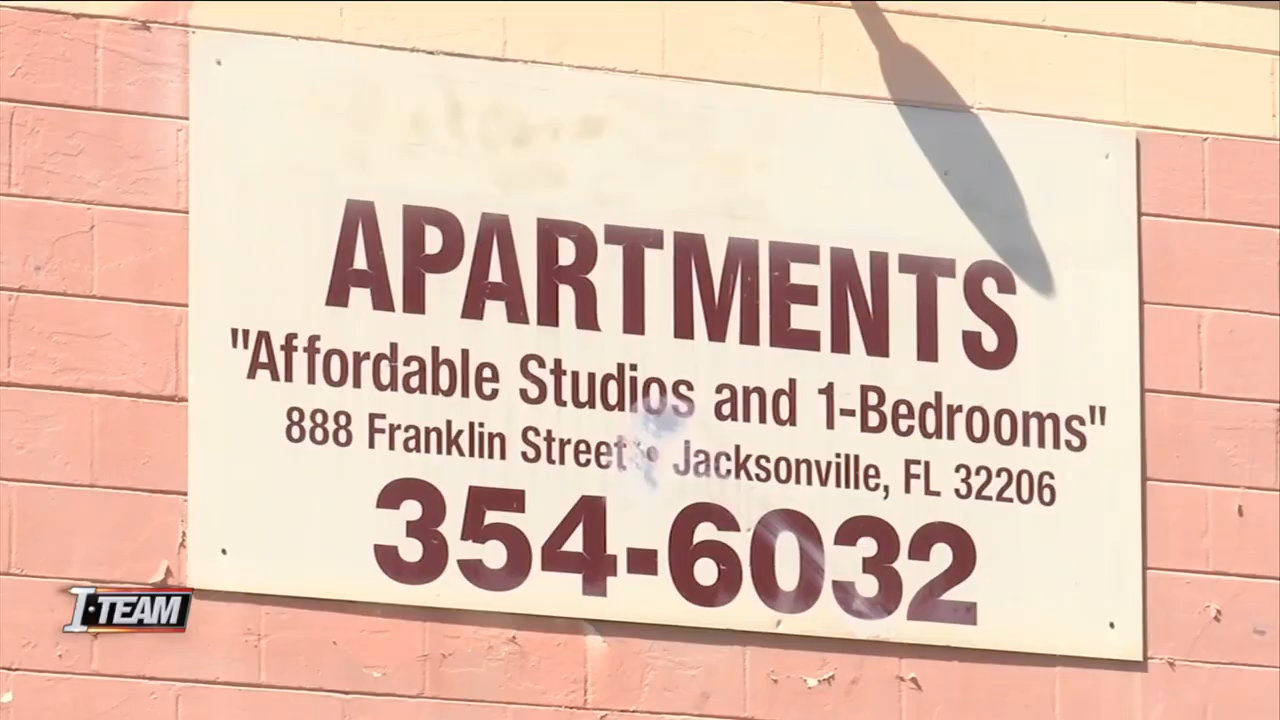 APARTMENTS
"Affordable Studios and 1-Bedrooms"
888 Franklin Street • Jacksonville, FL 32206
354-6032
I·TEAM